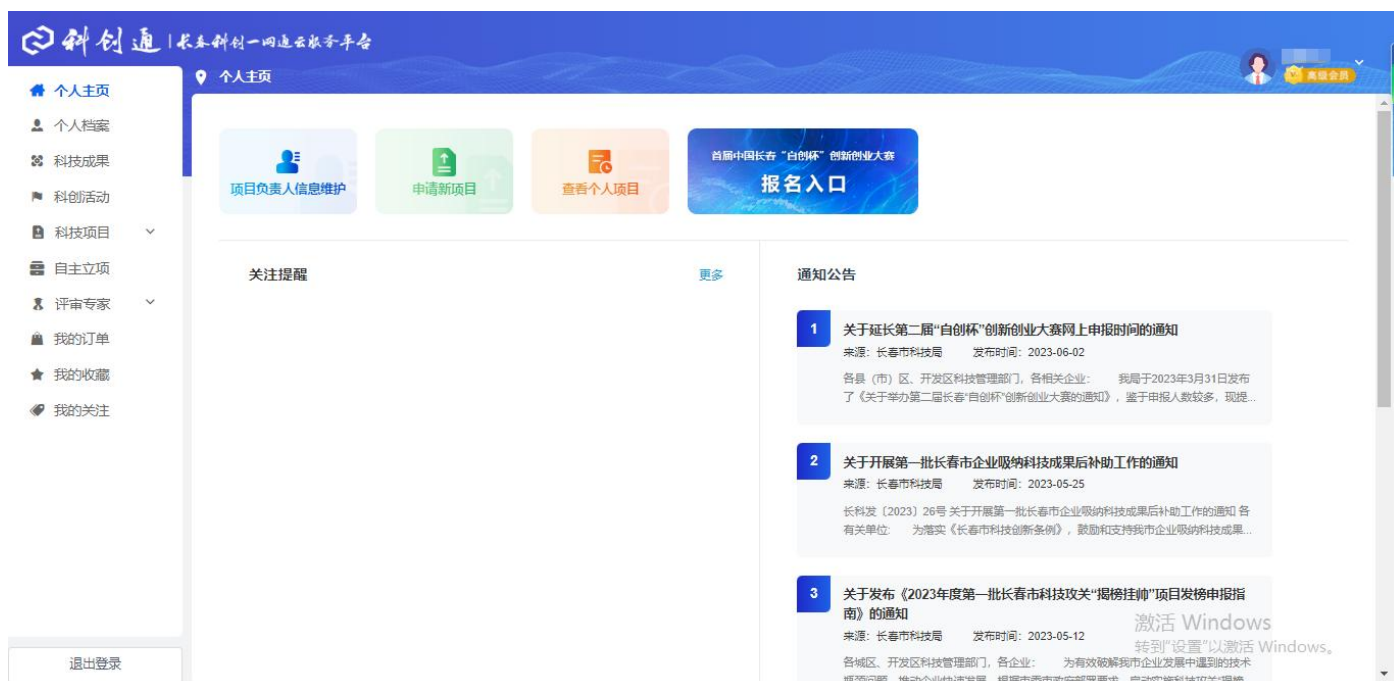 科创通 | 长春科创一网通云服务平台
个人主页
高级会员
个人主页
个人档案
科技成果
科创活动
科技项目
自主立项
评审专家
我的订单
我的收藏
我的关注
退出登录
项目负责人信息维护
申请新项目
查看个人项目
首届中国长春“自创杯”创新创业大赛
报名入口
关注提醒
更多
通知公告
1
关于延长第二届“自创杯”创新创业大赛网上申报时间的通知
来源：长春市科技局 发布时间：2023-06-02
各县（市）区、开发区科技管理部门，各相关企业： 我局于2023年3月31日发布
了《关于举办第二届长春“自创杯”创新创业大赛的通知》，鉴于申报人数较多，现提...
2
关于开展第一批长春市企业吸纳科技成果后补助工作的通知
来源：长春市科技局 发布时间：2023-05-25
长科发〔2023〕26号 关于开展第一批长春市企业吸纳科技成果后补助工作的通知 各
有关单位: 为落实《长春市科技创新条例》，鼓励和支持我市企业吸纳科技成果...
3
关于发布《2023年度第一批长春市科技攻关“揭榜挂帅”项目发榜申报指
南》的通知
来源：长春市科技局 发布时间：2023-05-12
各城区、开发区科技管理部门，各企业： 为有效破解我市企业发展中遇到的技术
激活 Windows
转到“设置”以激活 Windows。